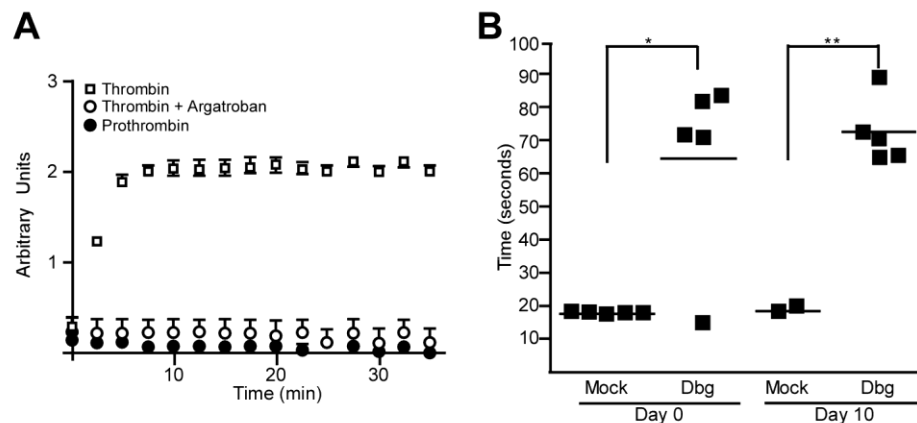 A
3
2
1
Arbitrary Units
Thrombin
Thrombin + Argatroban
Prothrombin
10
20
30
Time (min)
B
100
90
80
70
60
50
40
30
20
10
Time (seconds)
*
**
Mock
Dbg
Mock
Dbg
Day 0
Day 10